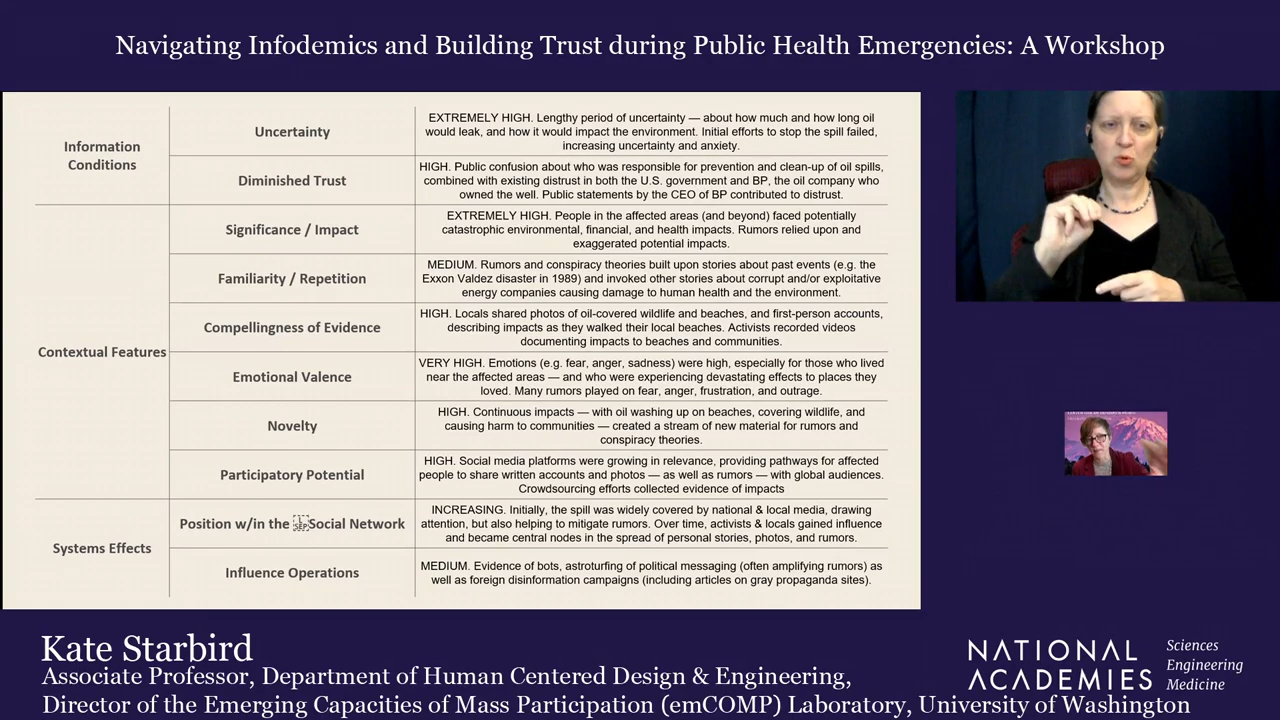 Navigating Infodemics and Building Trust during Public Health Emergencies: A Workshop
Information
Conditions
Uncertainty
EXTREMELY HIGH. Lengthy period of uncertainty — about how much and how long oil
would leak, and how it would impact the environment. Initial efforts to stop the spill failed,
increasing uncertainty and anxiety.
Diminished Trust
HIGH. Public confusion about who was responsible for prevention and clean-up of oil spills,
combined with existing distrust in both the U.S. government and BP, the oil company who
owned the well. Public statements by the CEO of BP contributed to distrust.
Contextual Features
Significance / Impact
EXTREMELY HIGH. People in the affected areas (and beyond) faced potentially
catastrophic environmental, financial, and health impacts. Rumors relied upon and
exaggerated potential impacts.
Familiarity / Repetition
MEDIUM. Rumors and conspiracy theories built upon stories about past events (e.g. the
Exxon Valdez disaster in 1989) and invoked other stories about corrupt and/or exploitative
energy companies causing damage to human health and the environment.
Compellingness of Evidence
HIGH. Locals shared photos of oil-covered wildlife and beaches, and first-person accounts,
describing impacts as they walked their local beaches. Activists recorded videos
documenting impacts to beaches and communities.
Emotional Valence
VERY HIGH. Emotions (e.g. fear, anger, sadness) were high, especially for those who lived
near the affected areas — and who were experiencing devastating effects to places they
loved. Many rumors played on fear, anger, frustration, and outrage.
Novelty
HIGH. Continuous impacts — with oil washing up on beaches, covering wildlife, and
causing harm to communities — created a stream of new material for rumors and
conspiracy theories.
Participatory Potential
HIGH. Social media platforms were growing in relevance, providing pathways for affected
people to share written accounts and photos — as well as rumors — with global audiences.
Crowdsourcing efforts collected evidence of impacts
Systems Effects
Position w/in the Social Network
INCREASING. Initially, the spill was widely covered by national & local media, drawing
attention, but also helping to mitigate rumors. Over time, activists & locals gained influence
and became central nodes in the spread of personal stories, photos, and rumors.
Influence Operations
MEDIUM. Evidence of bots, astroturfing of political messaging (often amplifying rumors) as
well as foreign disinformation campaigns (including articles on gray propaganda sites).
Kate Starbird
Associate Professor, Department of Human Centered Design & Engineering,
Director of the Emerging Capacities of Mass Participation (emCOMP) Laboratory, University of Washington
NATIONAL
ACADEMIES
Sciences
Engineering
Medicine